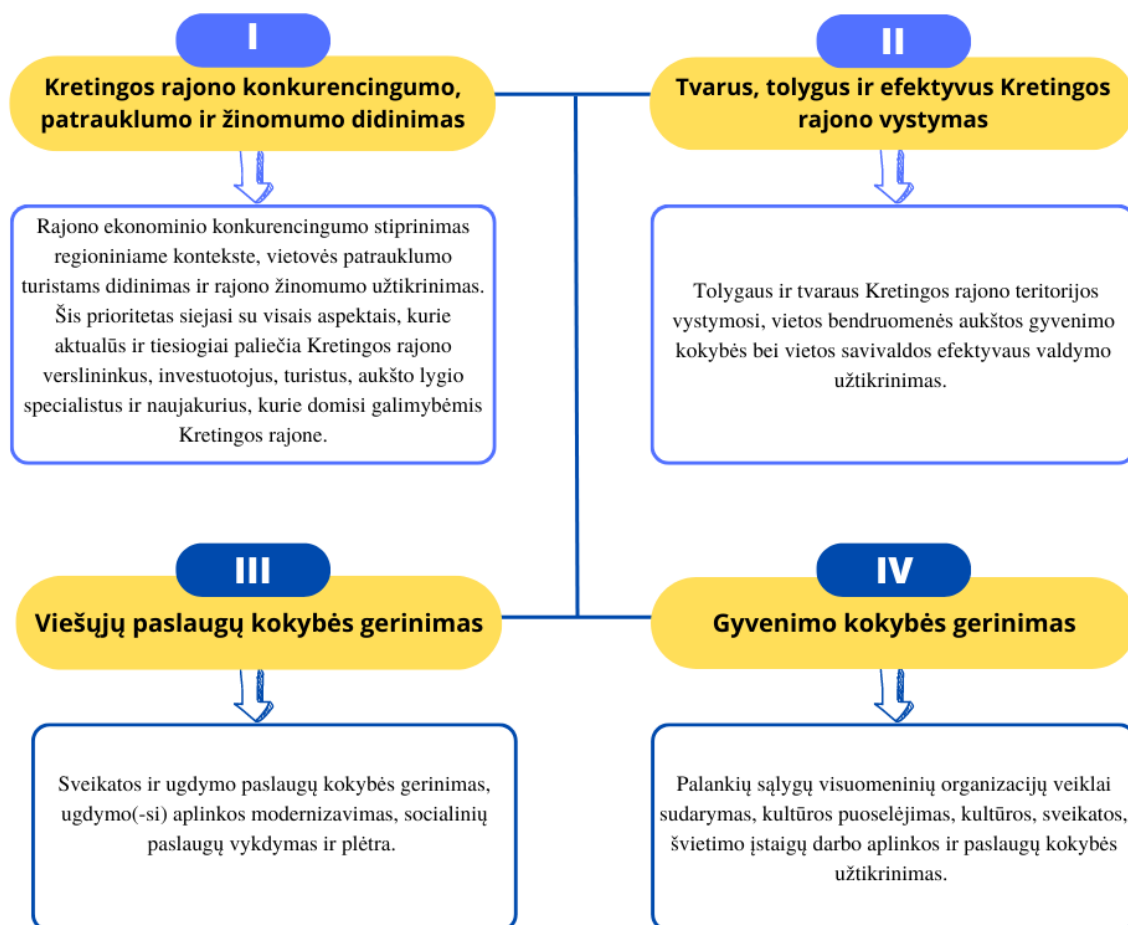 I
Kretingos rajono konkurencingumo,
patrauklumo ir žinomumo didinimas
Rajono ekonominio konkurencingumo stiprinimas
regioniniame kontekste, vietovės patrauklumo
turistams didinimas ir rajono žinomumo užtikrinimas.
Šis prioritetas siejasi su visais aspektais, kurie
aktualūs ir tiesiogiai paliečia Kretingos rajono
verslininkus, investuotojus, turistus, aukšto lygio
specialistus ir naujakurius, kurie domisi galimybėmis
Kretingos rajone.
II
Tvarus, tolygus ir efektyvus Kretingos
rajono vystymas
Tolygaus ir tvaraus Kretingos rajono teritorijos
vystymosi, vietos bendruomenės aukštos gyvenimo
kokybės bei vietos savivaldos efektyvaus valdymo
užtikrinimas.
III
Viešųjų paslaugų kokybės gerinimas
Sveikatos ir ugdymo paslaugų kokybės gerinimas,
ugdymo(-si) aplinkos modernizavimas, socialinių
paslaugų vykdymas ir plėtra.
IV
Gyvenimo kokybės gerinimas
Palankių sąlygų visuomeninių organizacijų veiklai
sudarymas, kultūros puoselėjimas, kultūros, sveikatos,
švietimo įstaigų darbo aplinkos ir paslaugų kokybės
užtikrinimas.